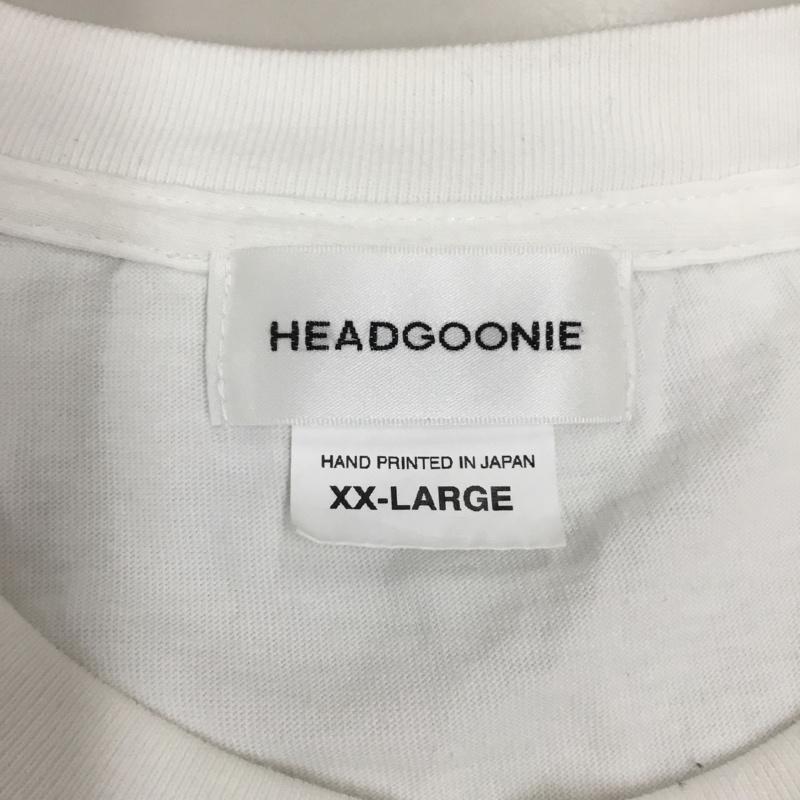 HEADGOONIE
HAND PRINTED IN JAPAN
XX-LARGE